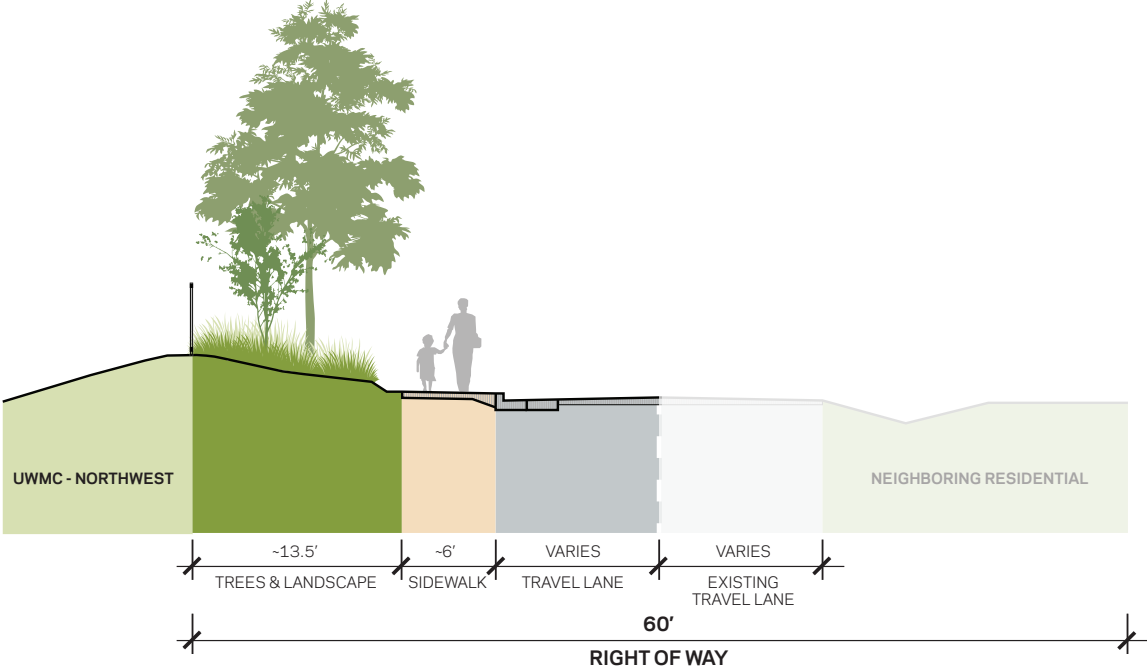 UWMC - NORTHWEST
NEIGHBORING RESIDENTIAL
~13.5′
~6′
VARIES
VARIES
TREES & LANDSCAPE
SIDEWALK
TRAVEL LANE
EXISTING
TRAVEL LANE
60′
RIGHT OF WAY